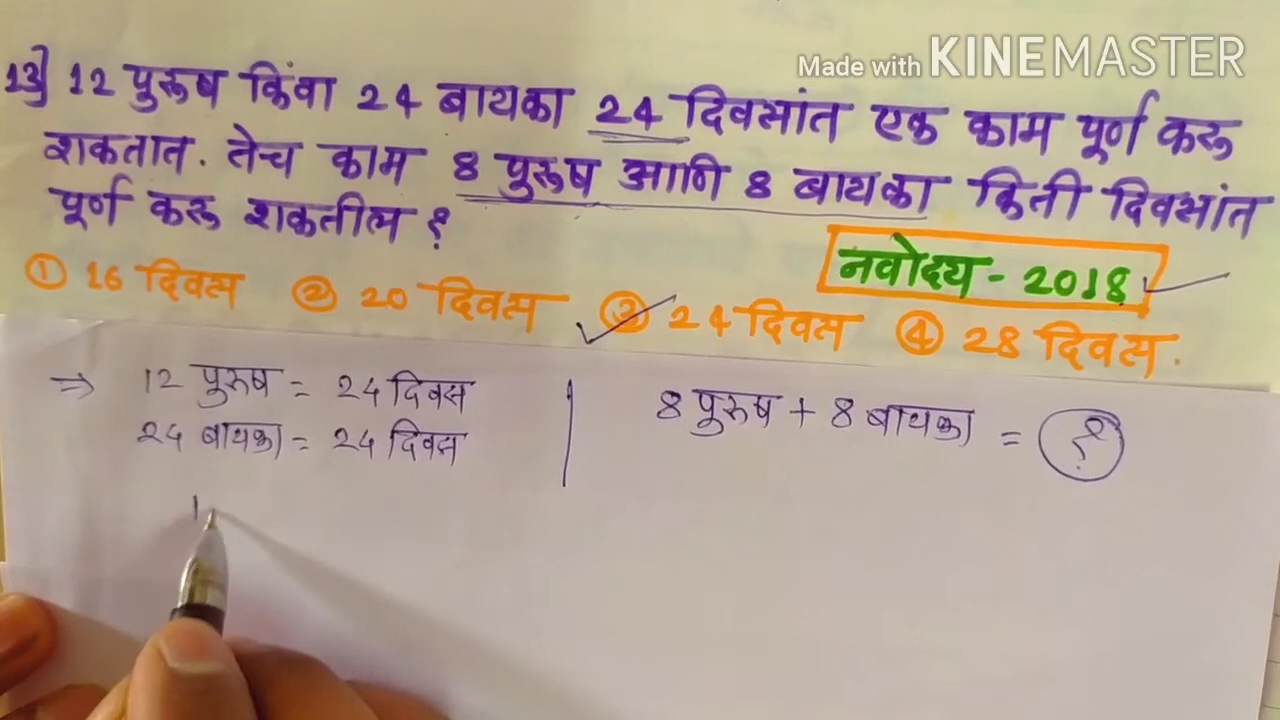 Made with KINEMASTER
13] 12 पुरूष किंवा 24 बायका 24 दिवसांत एक काम पूर्ण करू
शकतात. तेच काम 8 पुरूष आणि 8 बायका किती दिवसांत
पूर्ण करू शकतील ?
नवोदय - 2018
① 16 दिवस ② 20 दिवस ③ 24 दिवस ④ 28 दिवस.
⇒ 12 पुरूष = 24 दिवस
24 बायका = 24 दिवस
8 पुरूष + 8 बायका = ?
1